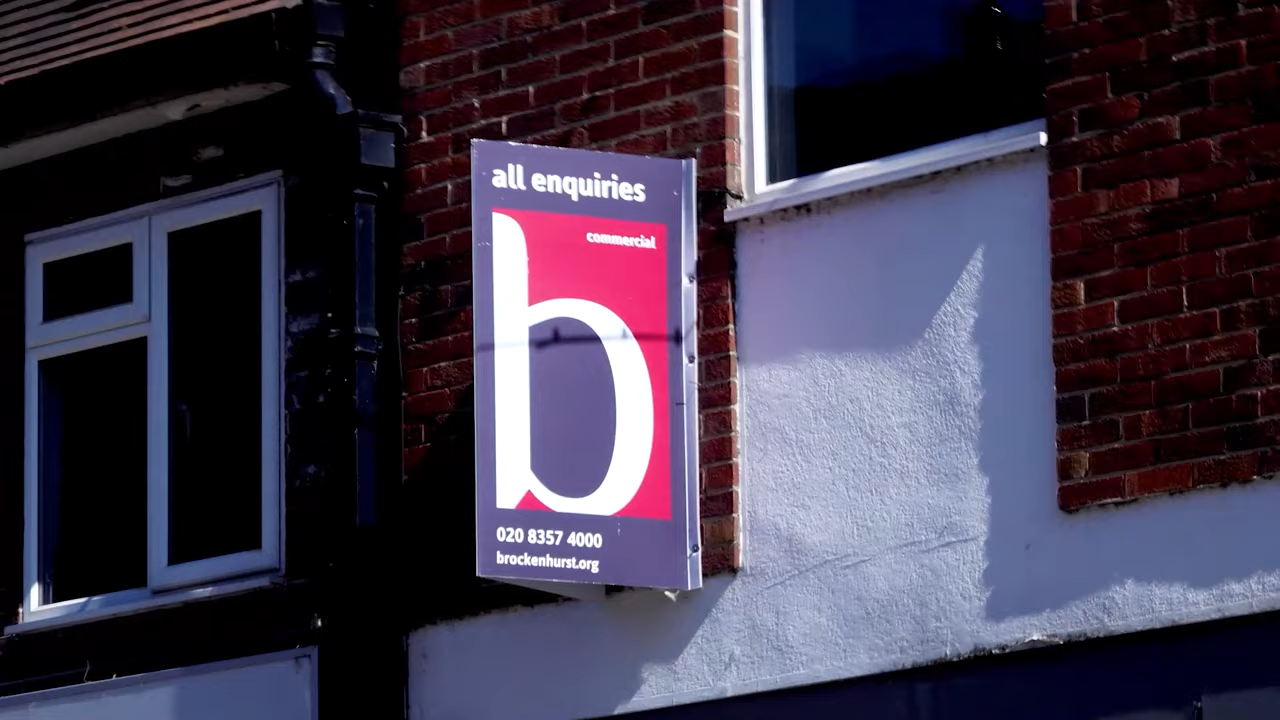 all enquiries
commercial
b
020 8357 4000
brockenhurst.org